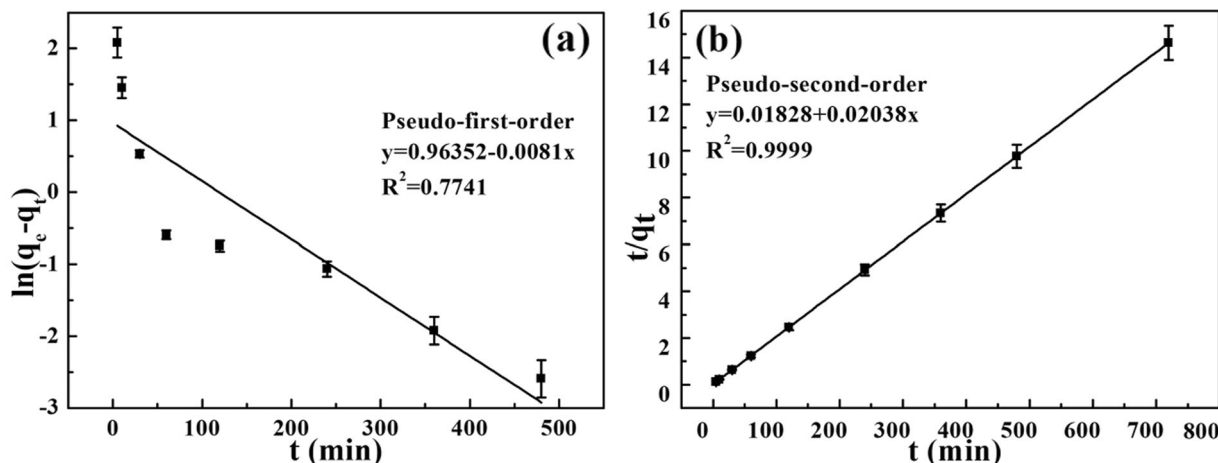 (a)
Pseudo-first-order
y=0.96352-0.0081x
R²=0.7741
ln(qₑ-qₜ)
2
1
0
-1
-2
-3
0 100 200 300 400 500
t (min)
(b)
Pseudo-second-order
y=0.01828+0.02038x
R²=0.9999
t/qt
16
14
12
10
8
6
4
2
0
0 100 200 300 400 500 600 700 800
t (min)